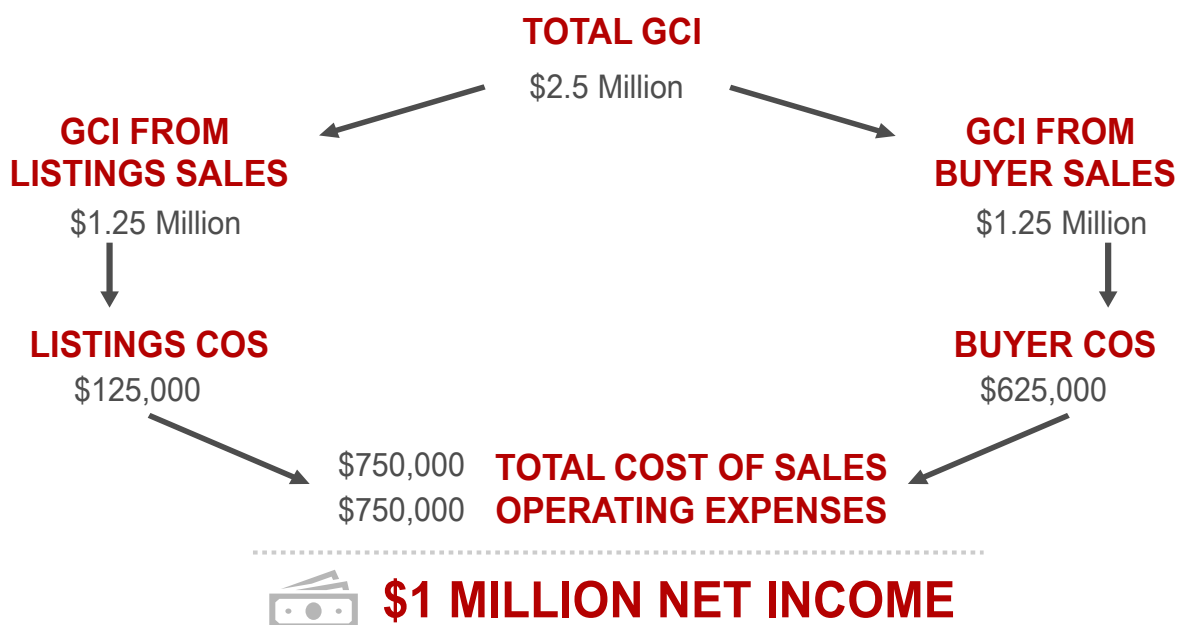 TOTAL GCI
$2.5 Million
GCI FROM
LISTINGS SALES
$1.25 Million
GCI FROM
BUYER SALES
$1.25 Million
LISTINGS COS
$125,000
BUYER COS
$625,000
$750,000 TOTAL COST OF SALES
$750,000 OPERATING EXPENSES
$1 MILLION NET INCOME